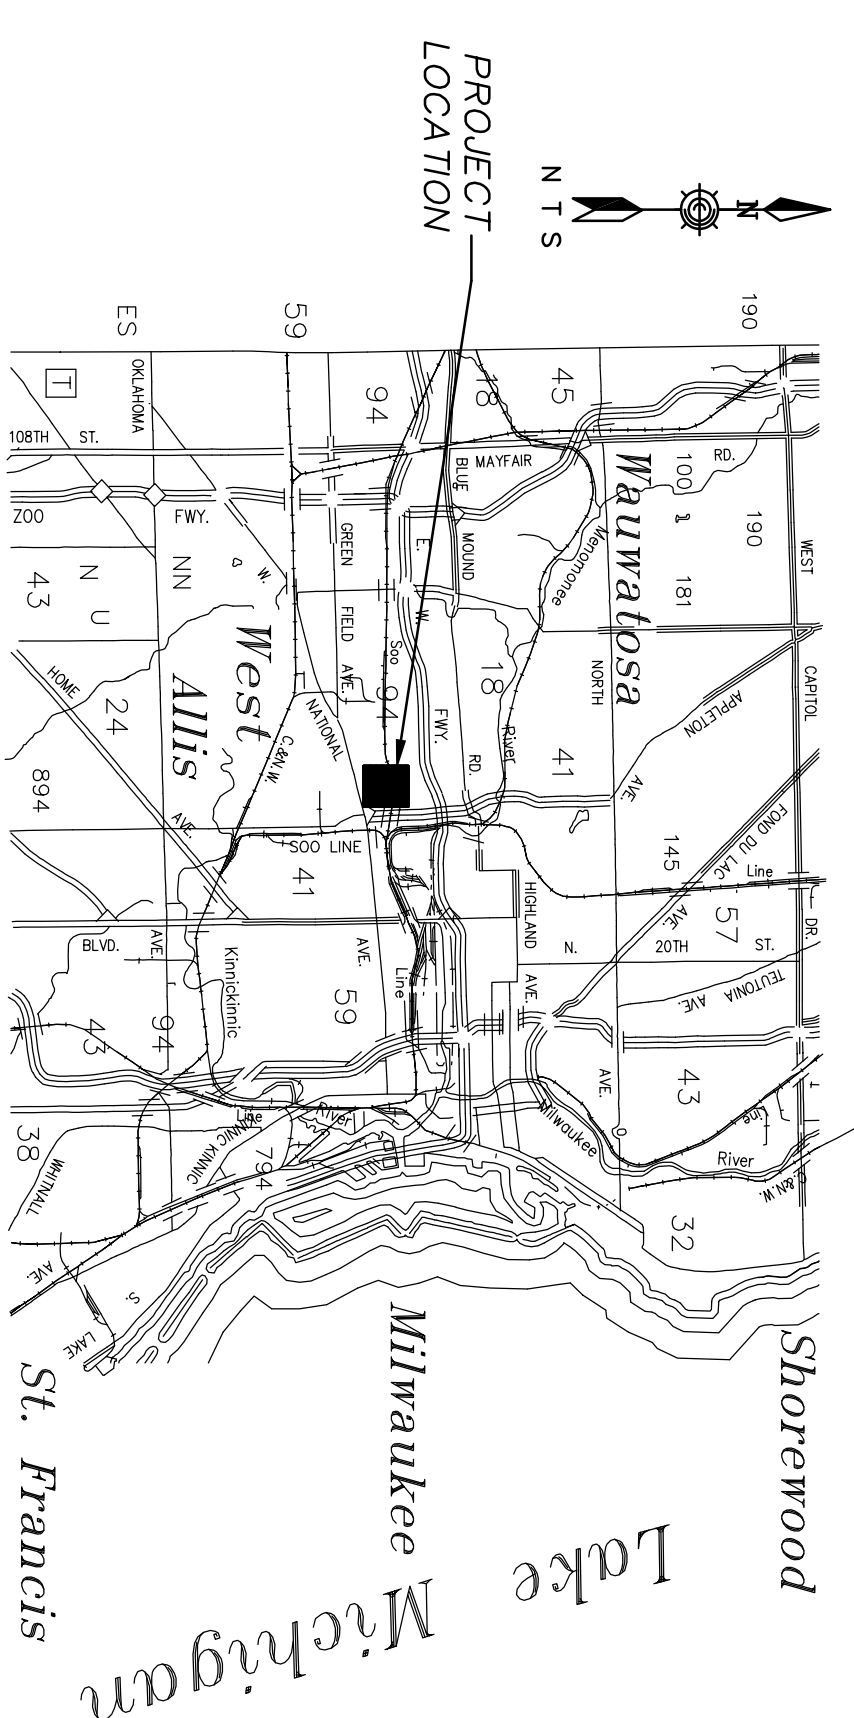 PROJECT
LOCATION
N
N T S
190
59
ES
45
18
94
OKLAHOMA
T
108TH ST.
ZOO FWY.
MAYFAIR RD.
BLUE MOUND RD.
100
190
181
WEST CAPITOL DR.
Wauwatosa
Menomonee River
GREEN FIELD AVE.
E. W. FWY.
Soo
NN
N U
43
W.
West
Allis
18
94
NORTH AVE.
APPLETON AVE.
HOME AVE.
24
NATIONAL AVE.
C.&N.W.
41
894
SOO LINE
41
145
FOND DU LAC AVE.
Line
57
HIGHLAND AVE.
N. 20TH ST.
TEUTONIA AVE.
BLVD.
AVE.
Kinnickinnic River
59
Line
43
94
43
Milwaukee River
Line
C.&N.W.
Line
KINNIC KINNIC
794
38
WHITNALL AVE.
32
S. LAKE
Shorewood
Milwaukee
St. Francis
Lake
Michigan